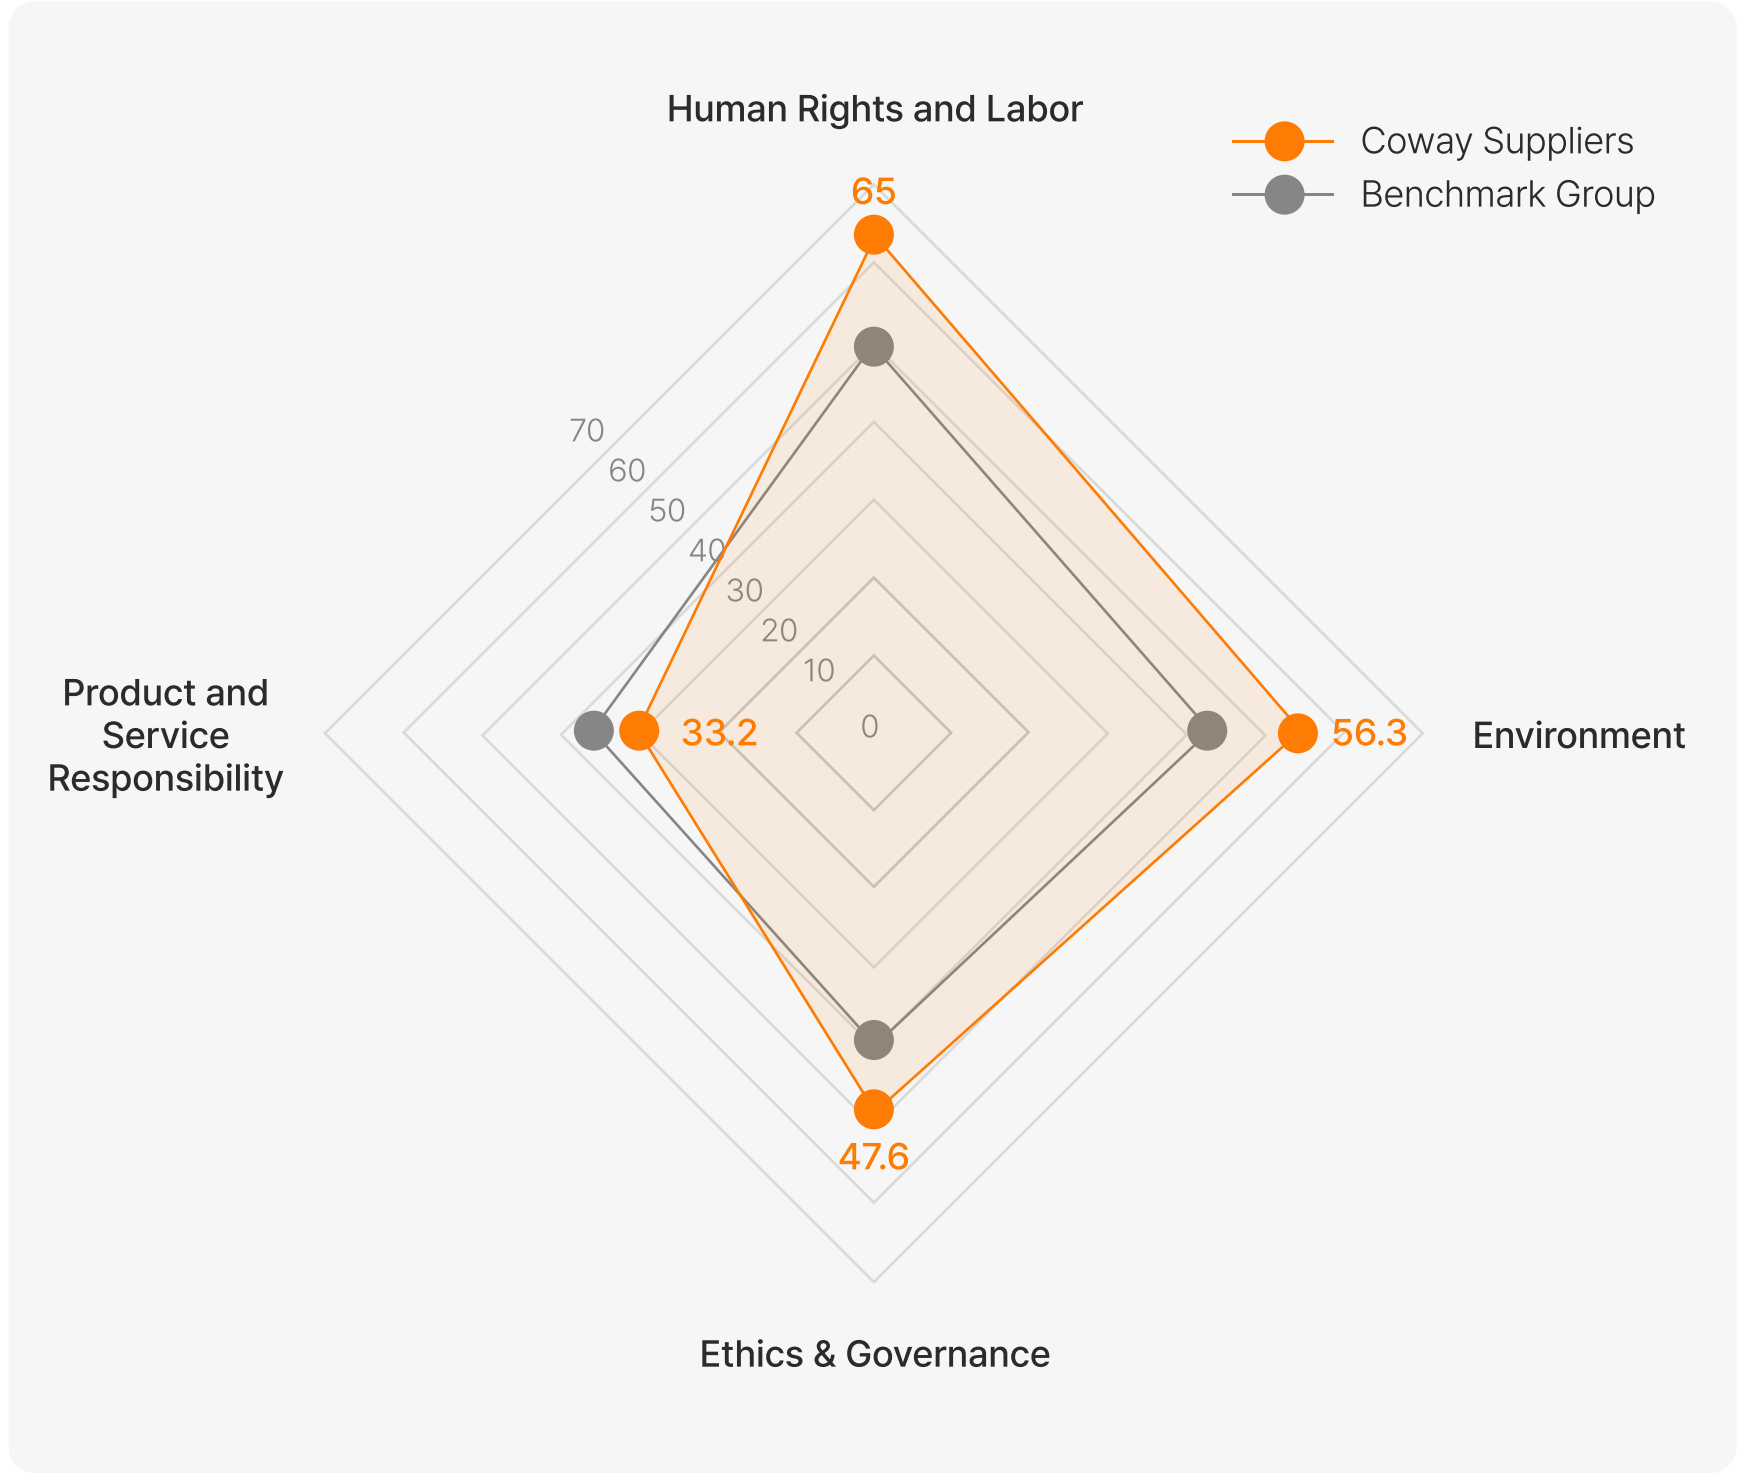 Human Rights and Labor
Coway Suppliers
Benchmark Group
65
70
60
50
40
30
20
10
0
Product and
Service
Responsibility
33.2
56.3
Environment
47.6
Ethics & Governance